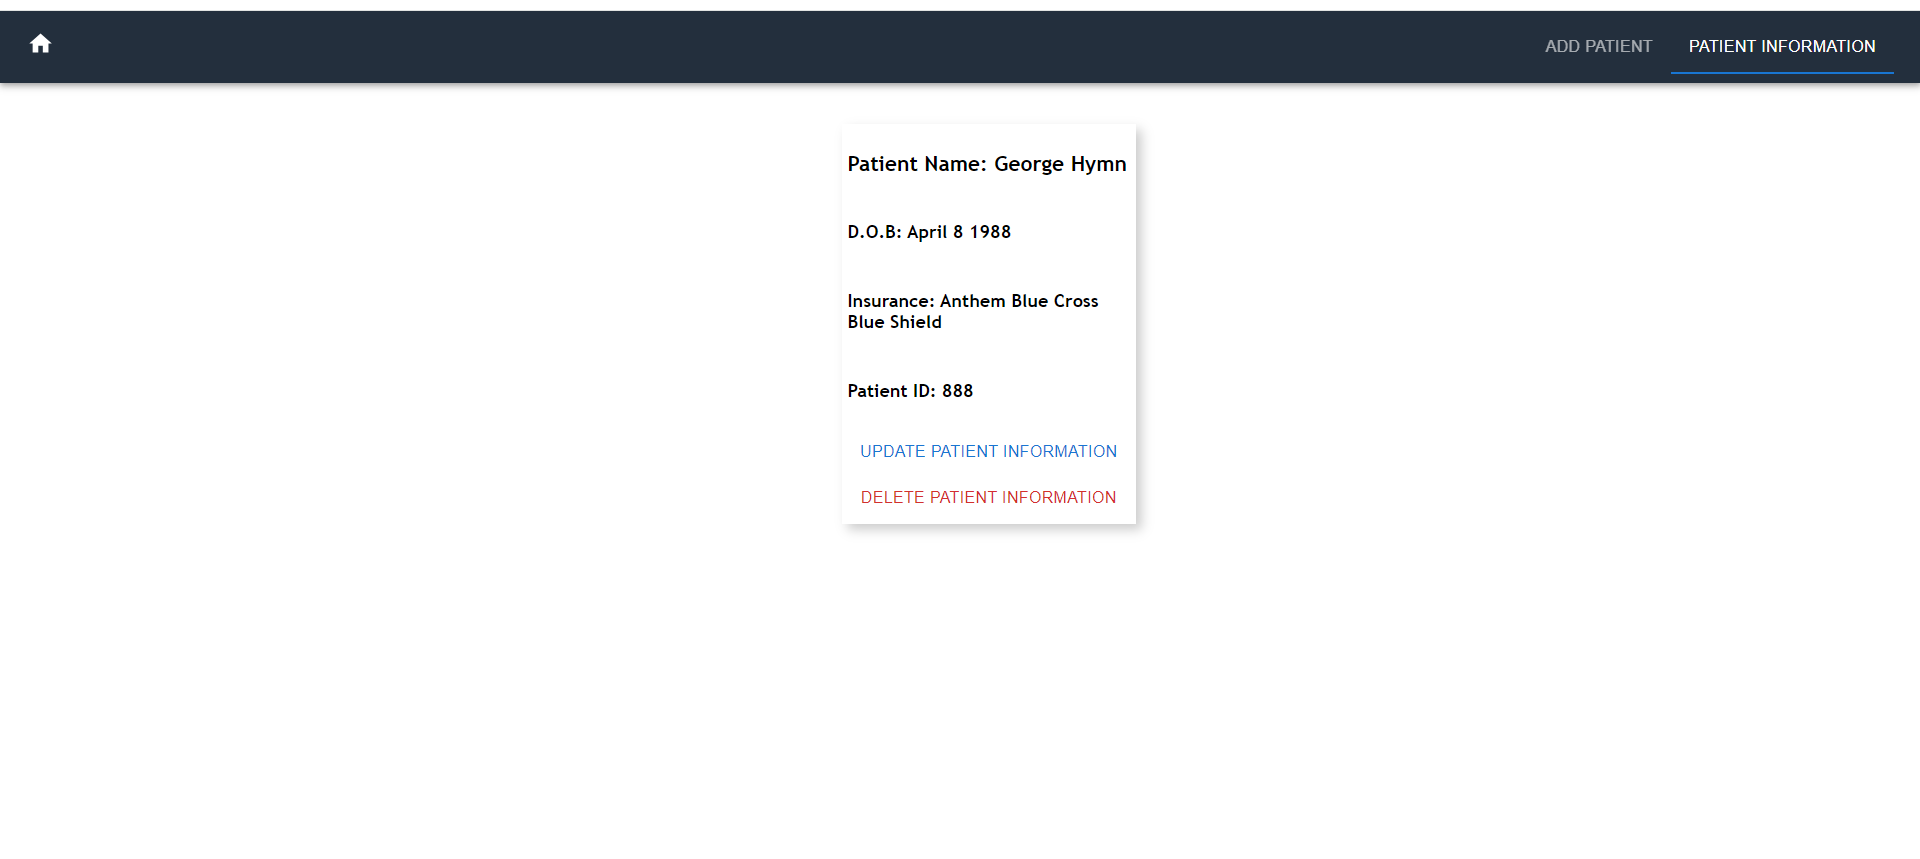 ADD PATIENT PATIENT INFORMATION
Patient Name: George Hymn
D.O.B: April 8 1988
Insurance: Anthem Blue Cross
Blue Shield
Patient ID: 888
UPDATE PATIENT INFORMATION
DELETE PATIENT INFORMATION